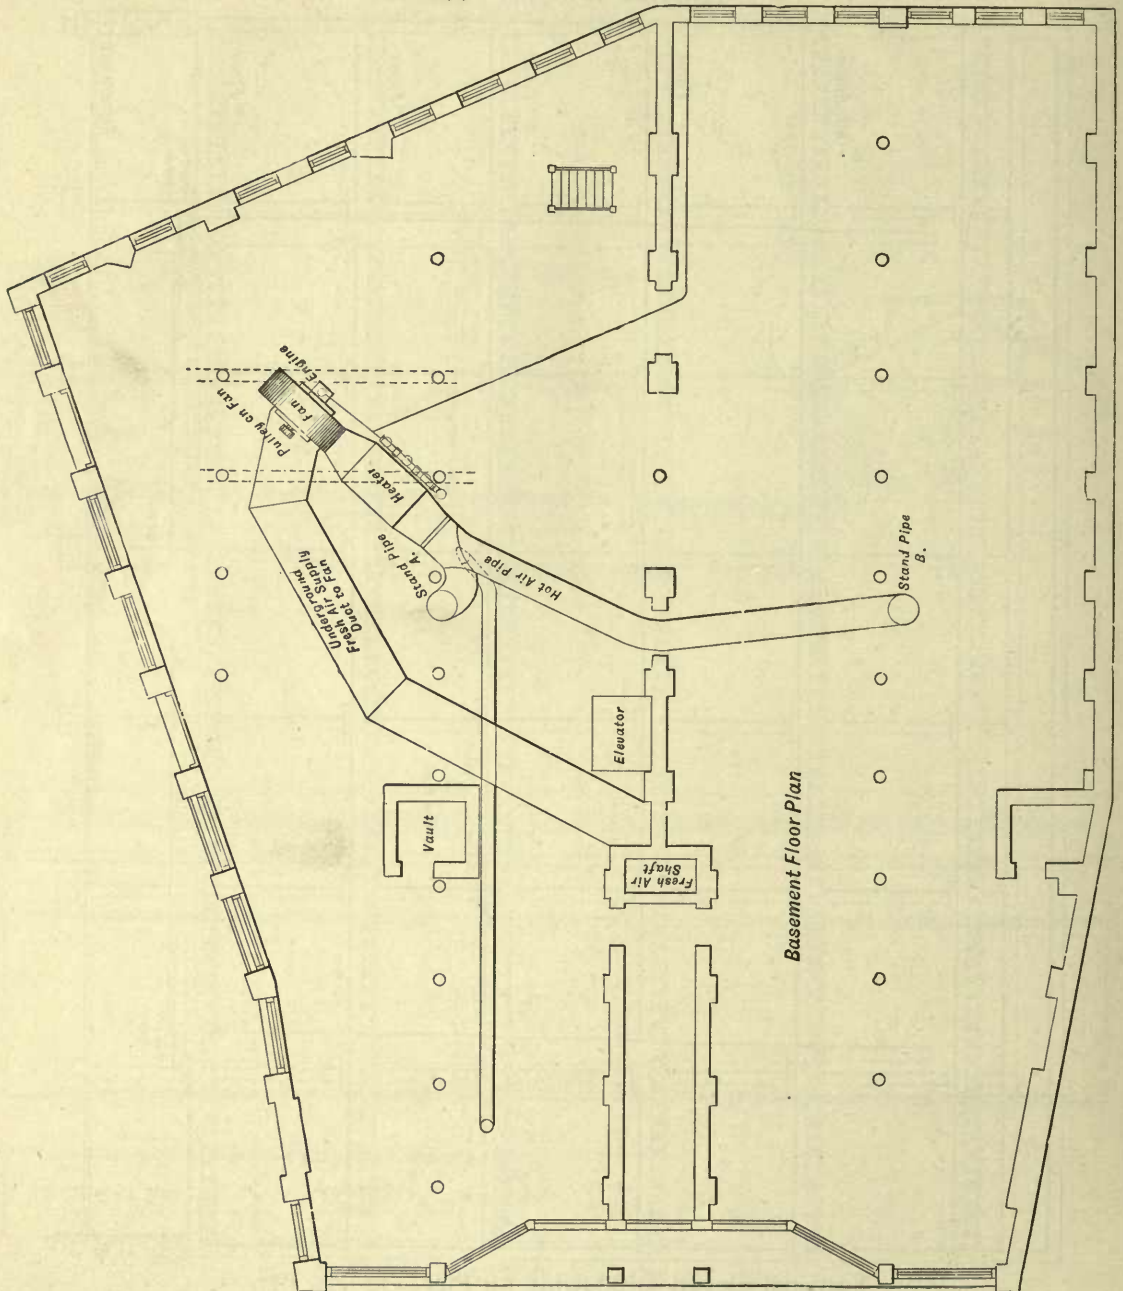 Engine
Fan
Pulley on Fan
Heater
Stand Pipe
A.
Hot Air Pipe
Underground
Fresh Air Supply
Duct to Fan
Stand Pipe
B.
Elevator
Vault
Fresh Air
Shaft
Basement Floor Plan